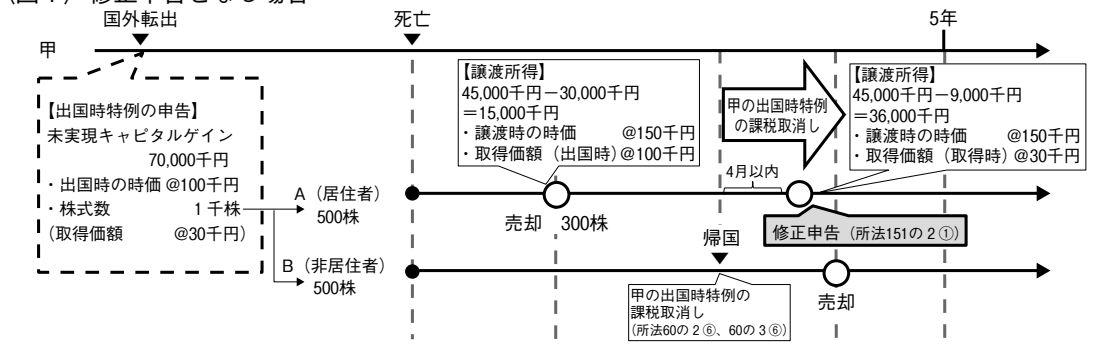 (図1) 修正申告となる場合
国外転出
死亡
5年
甲
【出国時特例の申告】
未実現キャピタルゲイン
70,000千円
・出国時の時価 @100千円
・株式数 1千株
(取得価額 @30千円)
【譲渡所得】
45,000千円－30,000千円
＝15,000千円
・譲渡時の時価 @150千円
・取得価額（出国時）@100千円
甲の出国時特例
の課税取消し
【譲渡所得】
45,000千円－9,000千円
＝36,000千円
・譲渡時の時価 @150千円
・取得価額（取得時）@30千円
4月以内
A（居住者）
500株
売却 300株
修正申告（所法151の2①）
帰国
B（非居住者）
500株
甲の出国時特例の
課税取消し
(所法60の2⑥、60の3⑥)
売却